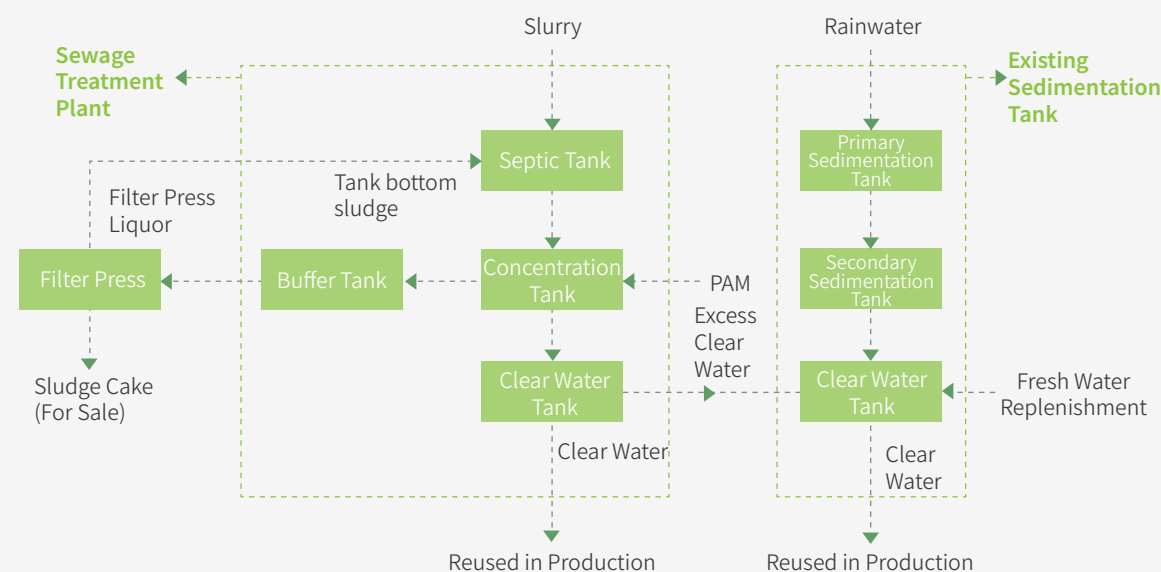 Slurry
Rainwater
Sewage
Treatment
Plant
Existing
Sedimentation
Tank
Septic Tank
Primary
Sedimentation
Tank
Tank bottom
sludge
Filter Press
Liquor
Filter Press
Buffer Tank
Concentration
Tank
PAM
Secondary
Sedimentation
Tank
Excess
Clear
Water
Sludge Cake
(For Sale)
Clear Water
Tank
Clear Water
Tank
Fresh Water
Replenishment
Clear Water
Clear
Water
Reused in Production
Reused in Production